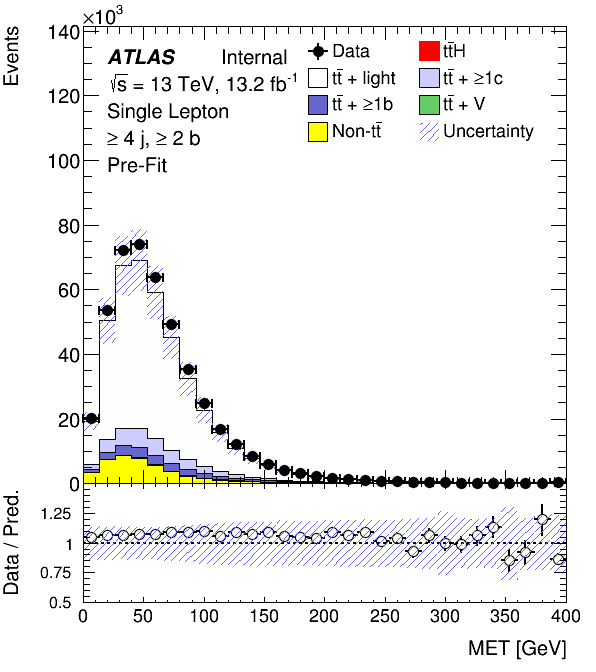 ×10³
Events
140
120
100
80
60
40
20
0
ATLAS Internal
√s = 13 TeV, 13.2 fb⁻¹
Single Lepton
≥ 4 j, ≥ 2 b
Pre-Fit
Data
tt̄H
tt̄ + light
tt̄ + ≥1c
tt̄ + ≥1b
tt̄ + V
Non-tt̄
Uncertainty
Data / Pred.
1.25
1
0.75
0.5
0 50 100 150 200 250 300 350 400
MET [GeV]